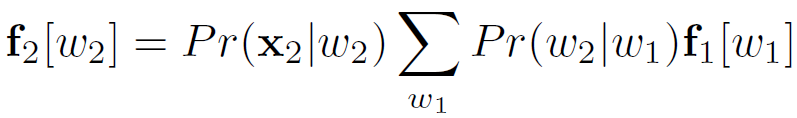 f₂[w₂] = Pr(x₂|w₂) ∑_{w₁} Pr(w₂|w₁)f₁[w₁]